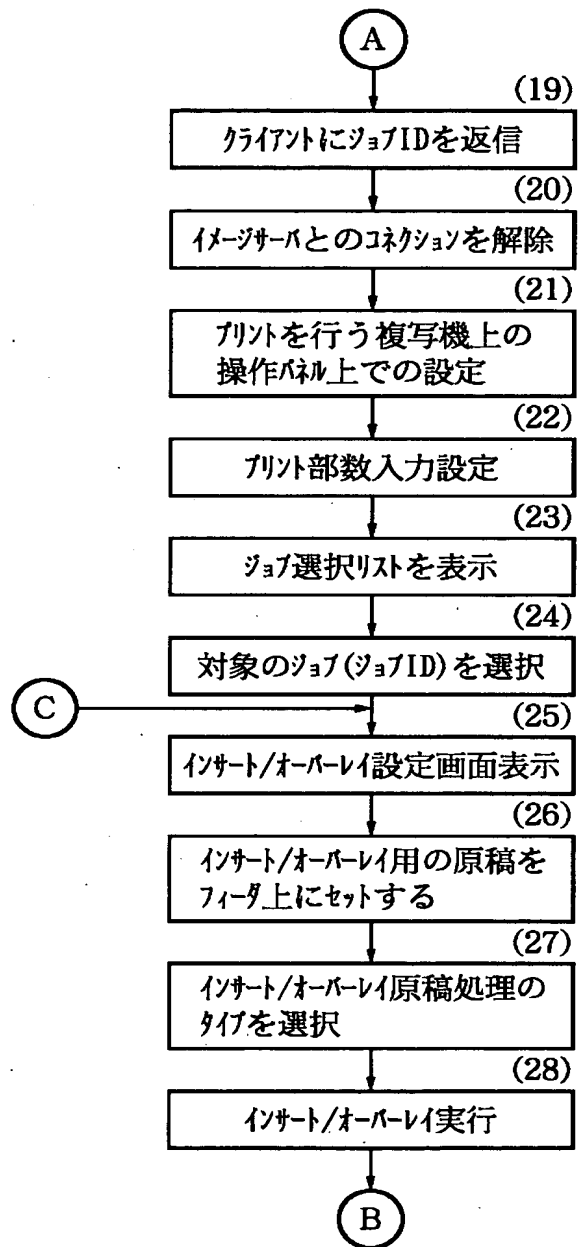 A
(19)
クライアントにジョブIDを返信
(20)
イメージサーバとのコネクションを解除
(21)
プリントを行う複写機上の
操作パネル上での設定
(22)
プリント部数入力設定
(23)
ジョブ選択リストを表示
(24)
対象のジョブ(ジョブID)を選択
C
(25)
インサート/オーバーレイ設定画面表示
(26)
インサート/オーバーレイ用の原稿を
フィーダ上にセットする
(27)
インサート/オーバーレイ原稿処理の
タイプを選択
(28)
インサート/オーバーレイ実行
B